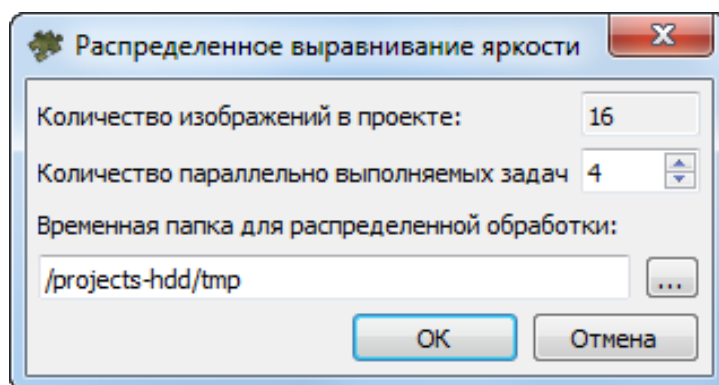 Распределенное выравнивание яркости
Количество изображений в проекте: 16
Количество параллельно выполняемых задач 4
Временная папка для распределенной обработки:
/projects-hdd/tmp ...
OK Отмена